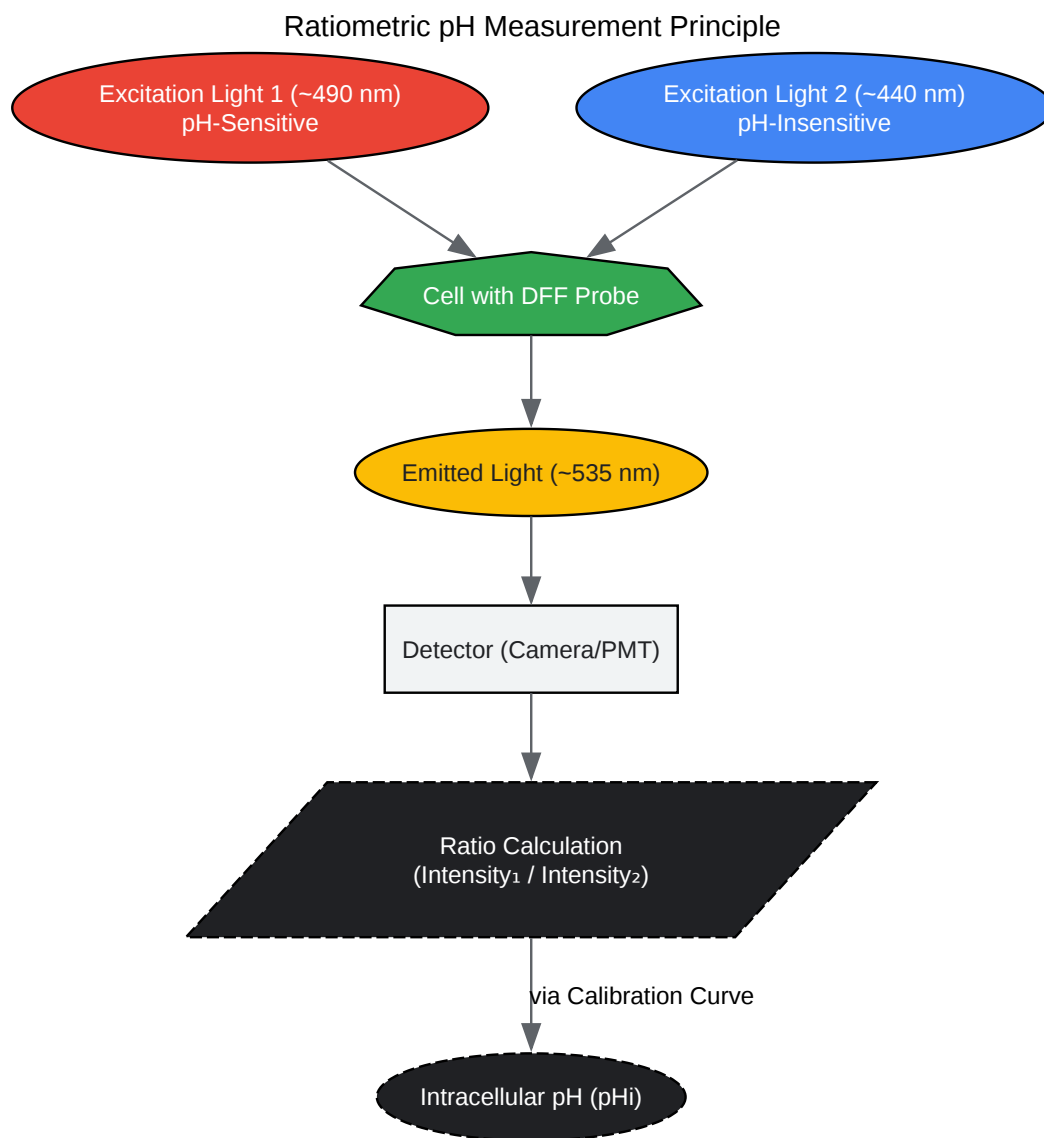 Ratiometric pH Measurement Principle
Excitation Light 1 (~490 nm)
pH-Sensitive
Excitation Light 2 (~440 nm)
pH-Insensitive
Cell with DFF Probe
Emitted Light (~535 nm)
Detector (Camera/PMT)
Ratio Calculation
(Intensity₁ / Intensity₂)
via Calibration Curve
Intracellular pH (pHi)